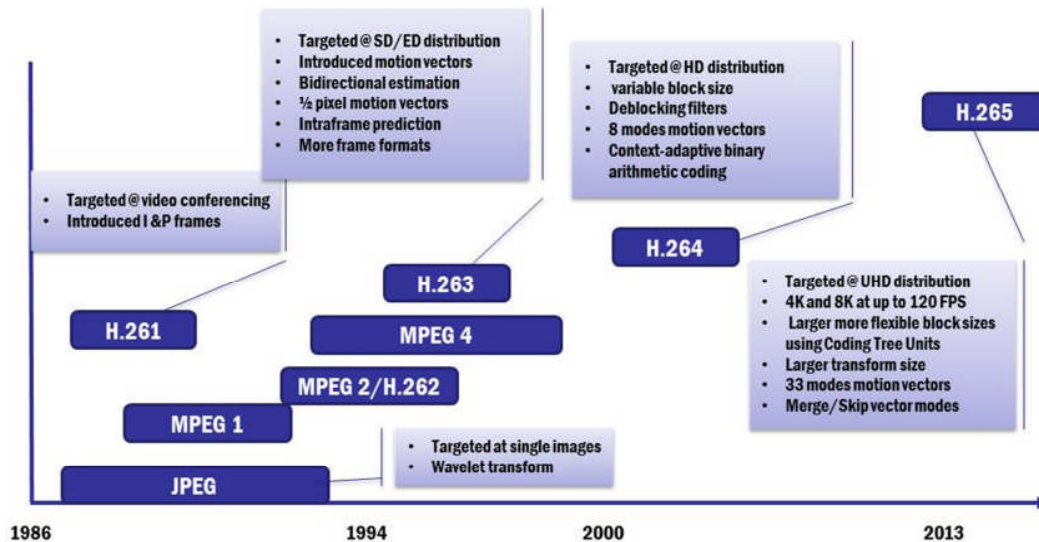 • Targeted @ SD/ED distribution
• Introduced motion vectors
• Bidirectional estimation
• ½ pixel motion vectors
• Intraframe prediction
• More frame formats
• Targeted @ HD distribution
• variable block size
• Deblocking filters
• 8 modes motion vectors
• Context-adaptive binary
arithmetic coding
H.265
• Targeted @video conferencing
• Introduced I &P frames
H.264
H.263
• Targeted @ UHD distribution
• 4K and 8K at up to 120 FPS
• Larger more flexible block sizes
using Coding Tree Units
• Larger transform size
• 33 modes motion vectors
• Merge/Skip vector modes
H.261
MPEG 4
MPEG 2/H.262
MPEG 1
• Targeted at single images
• Wavelet transform
JPEG
1986
1994
2000
2013